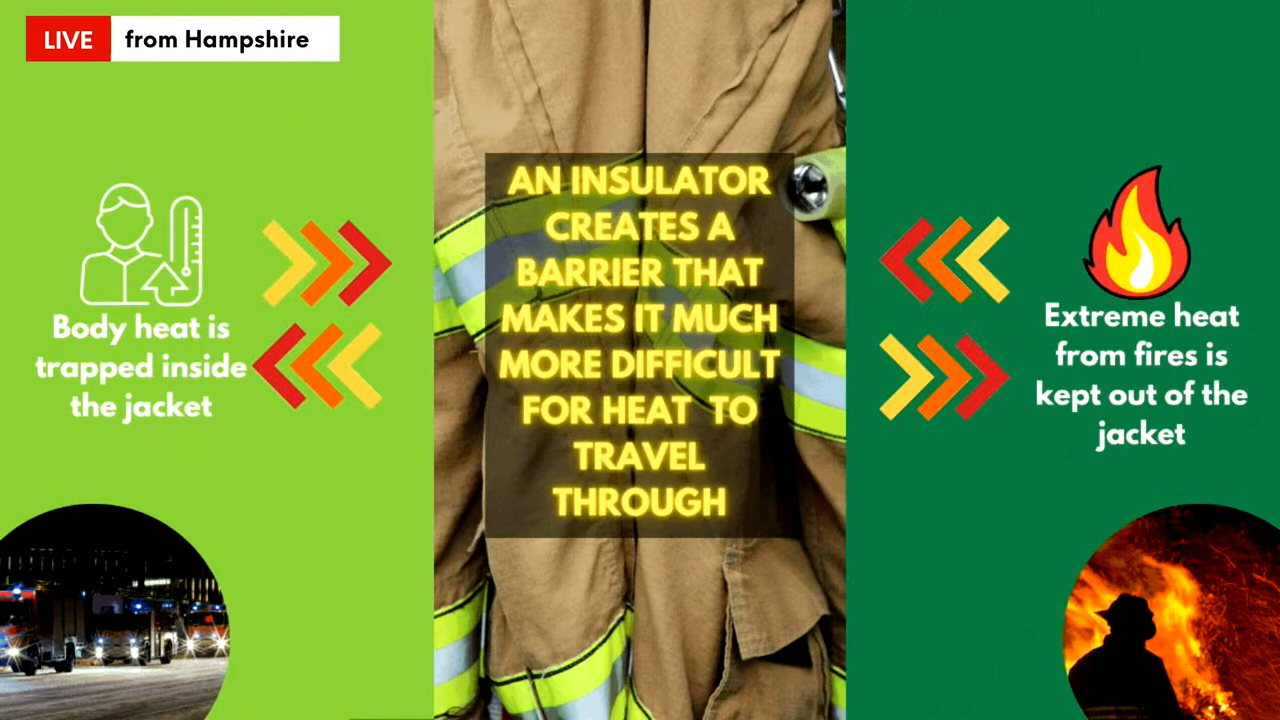 LIVE from Hampshire
AN INSULATOR
CREATES A
BARRIER THAT
MAKES IT MUCH
MORE DIFFICULT
FOR HEAT TO
TRAVEL
THROUGH
Body heat is
trapped inside
the jacket
Extreme heat
from fires is
kept out of the
jacket